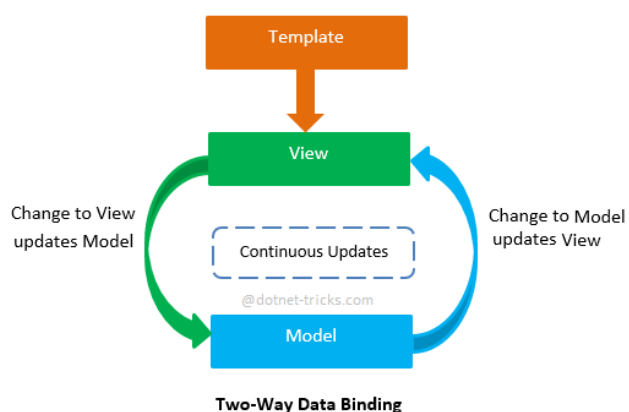 Template
View
Change to View
updates Model
Change to Model
updates View
Continuous Updates
@dotnet-tricks.com
Model
Two-Way Data Binding